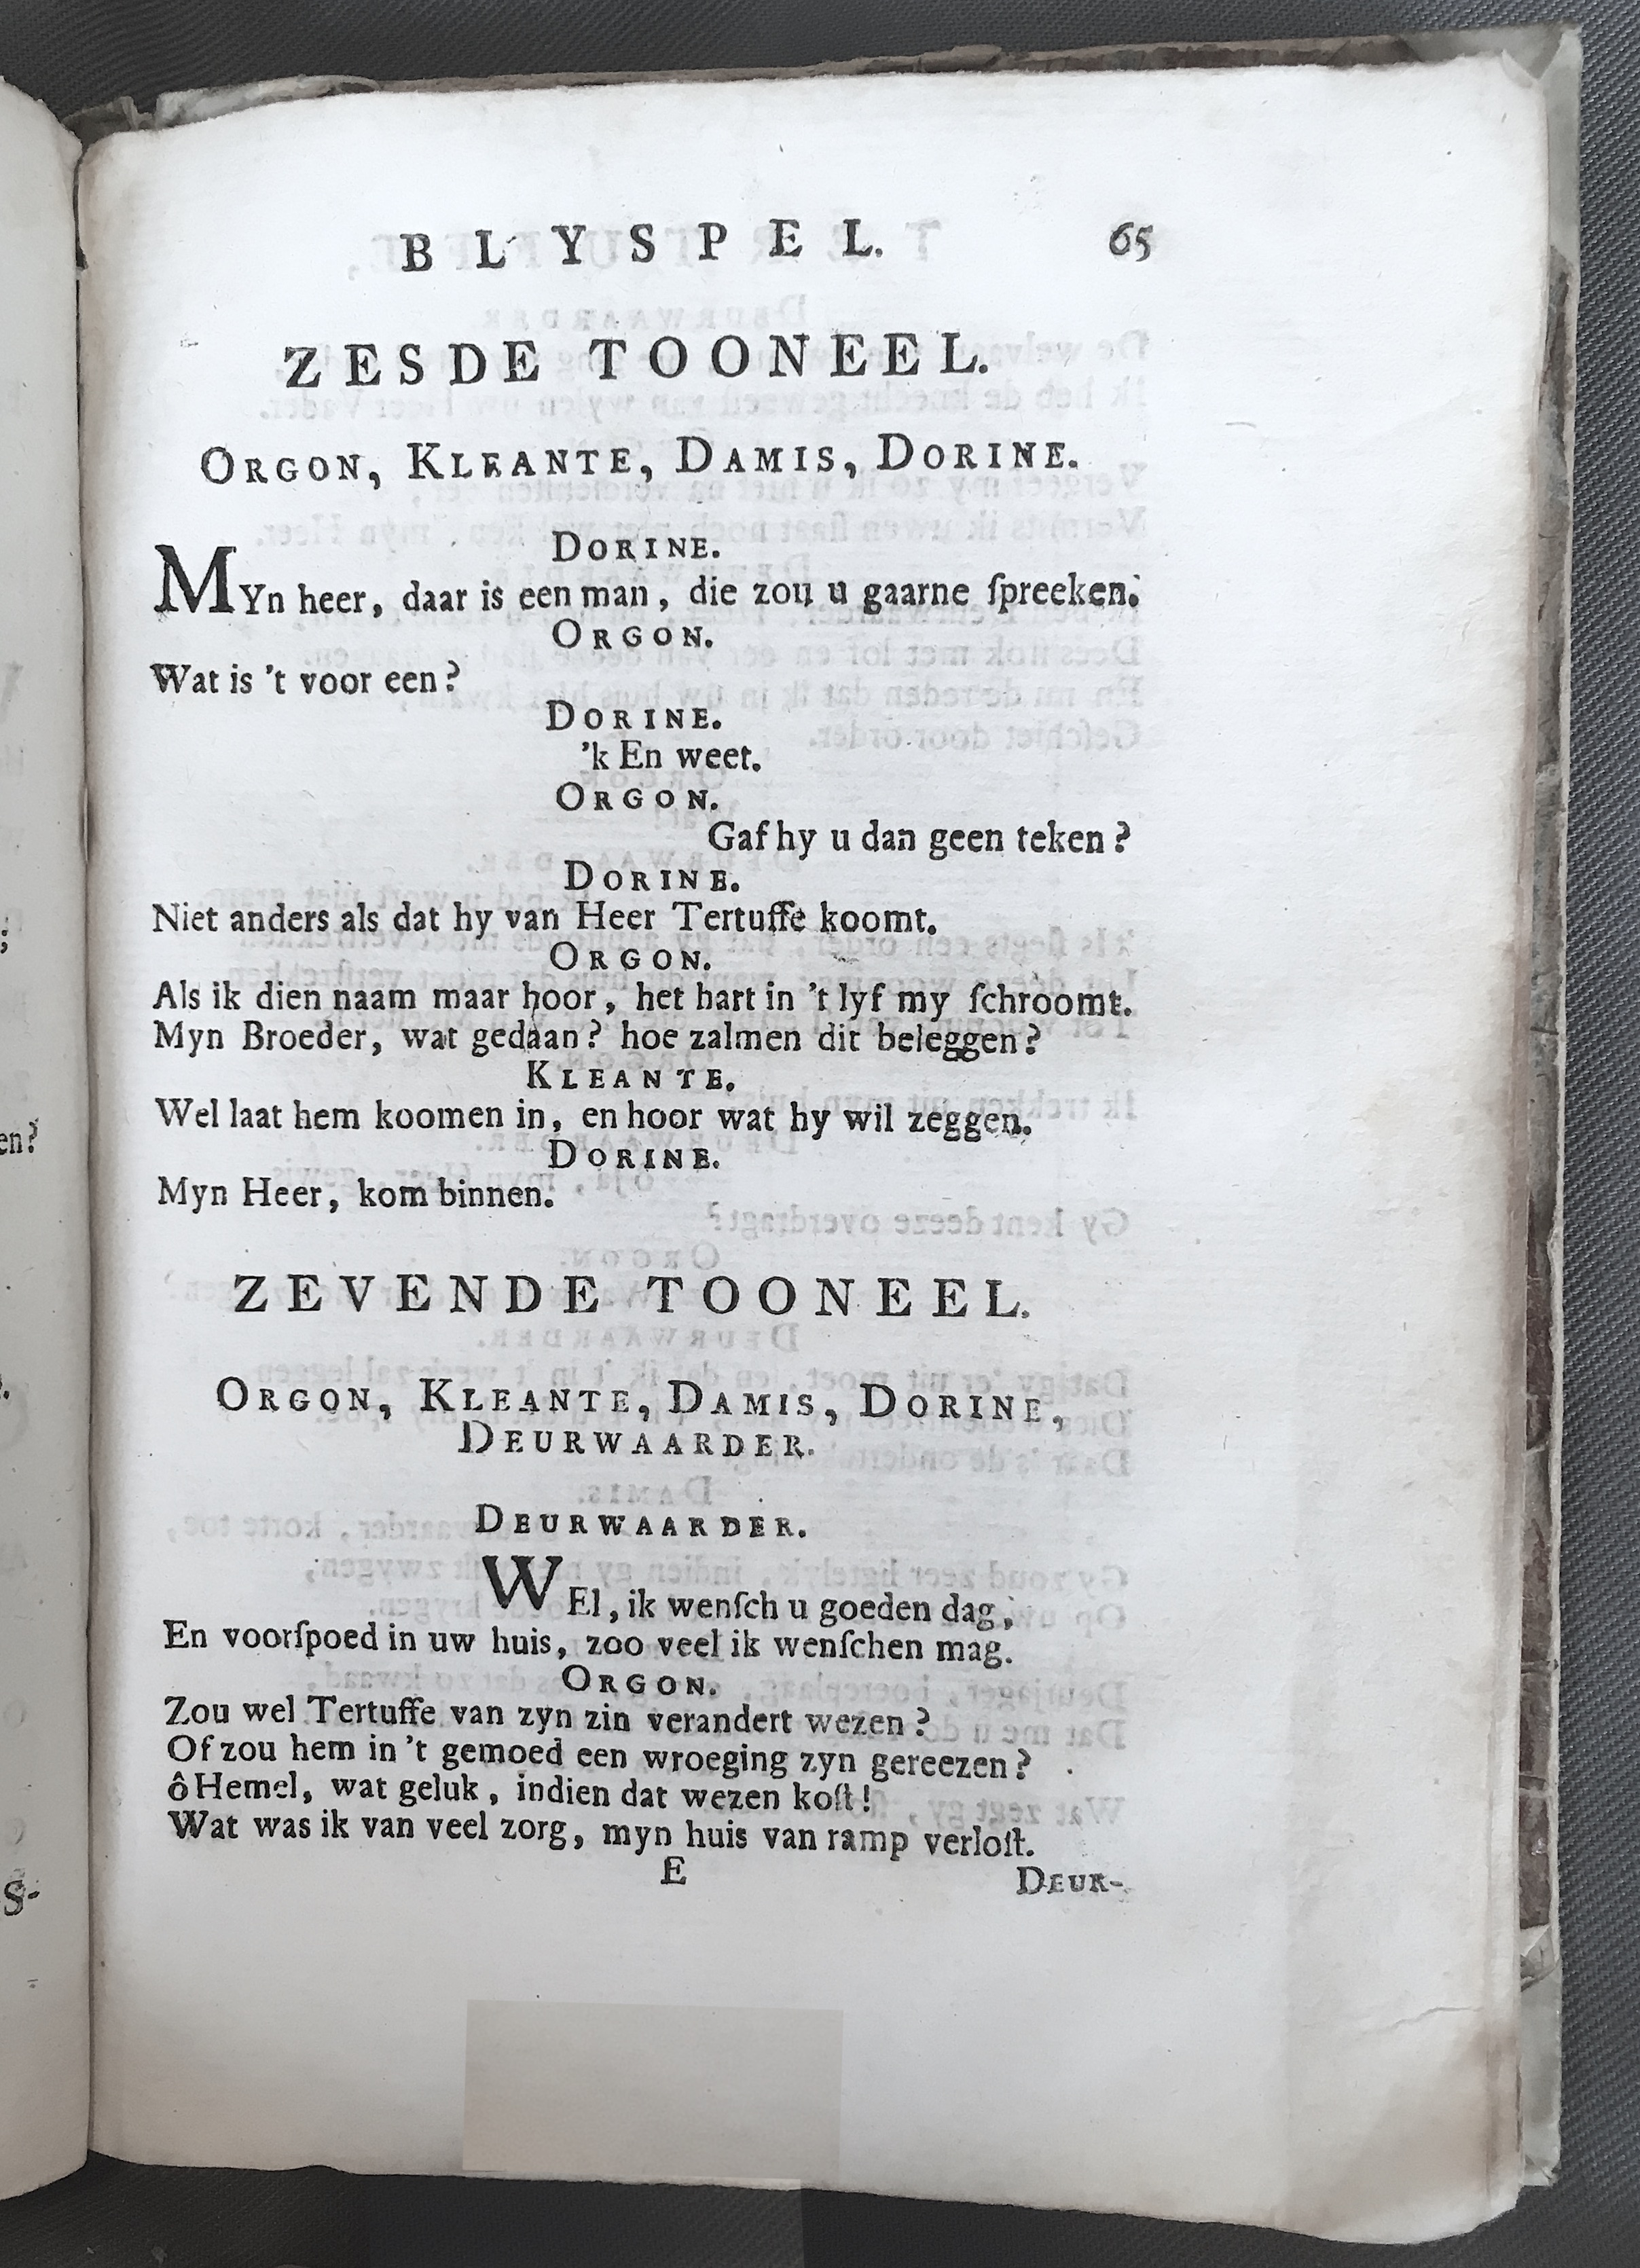 BLYSPEL. 65
ZESDE TOONEEL.
ORGON, KLEANTE, DAMIS, DORINE.
DORINE.
MYn heer, daar is een man, die zou u gaarne ſpreeken.
ORGON.
Wat is 't voor een?
DORINE.
'k En weet.
ORGON.
Gaf hy u dan geen teken?
DORINE.
Niet anders als dat hy van Heer Tertuffe koomt.
ORGON.
Als ik dien naam maar hoor, het hart in 't lyf my ſchroomt.
Myn Broeder, wat gedaan? hoe zalmen dit beleggen?
KLEANTE.
Wel laat hem koomen in, en hoor wat hy wil zeggen.
DORINE.
Myn Heer, kom binnen.
ZEVENDE TOONEEL.
ORGON, KLEANTE, DAMIS, DORINE,
DEURWAARDER.
DEURWAARDER.
WEl, ik wenſch u goeden dag,
En voorſpoed in uw huis, zoo veel ik wenſchen mag.
ORGON.
Zou wel Tertuffe van zyn zin verandert wezen?
Of zou hem in 't gemoed een wroeging zyn gereezen?
ô Hemel, wat geluk, indien dat wezen koſt!
Wat was ik van veel zorg, myn huis van ramp verloſt.
E DEUR-